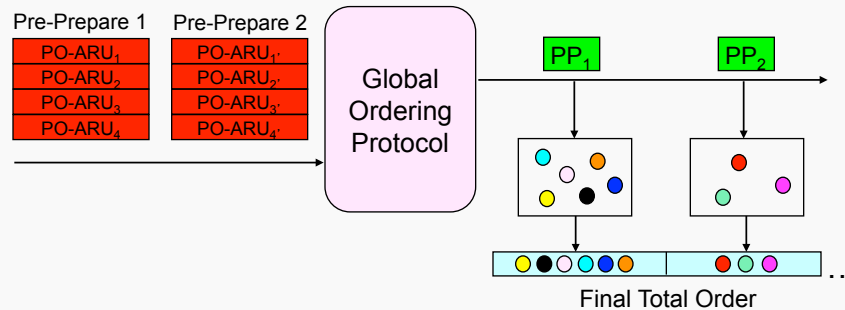 Pre-Prepare 1
PO-ARU₁
PO-ARU₂
PO-ARU₃
PO-ARU₄
Pre-Prepare 2
PO-ARU₁'
PO-ARU₂'
PO-ARU₃'
PO-ARU₄'
Global
Ordering
Protocol
PP₁
PP₂
...
Final Total Order